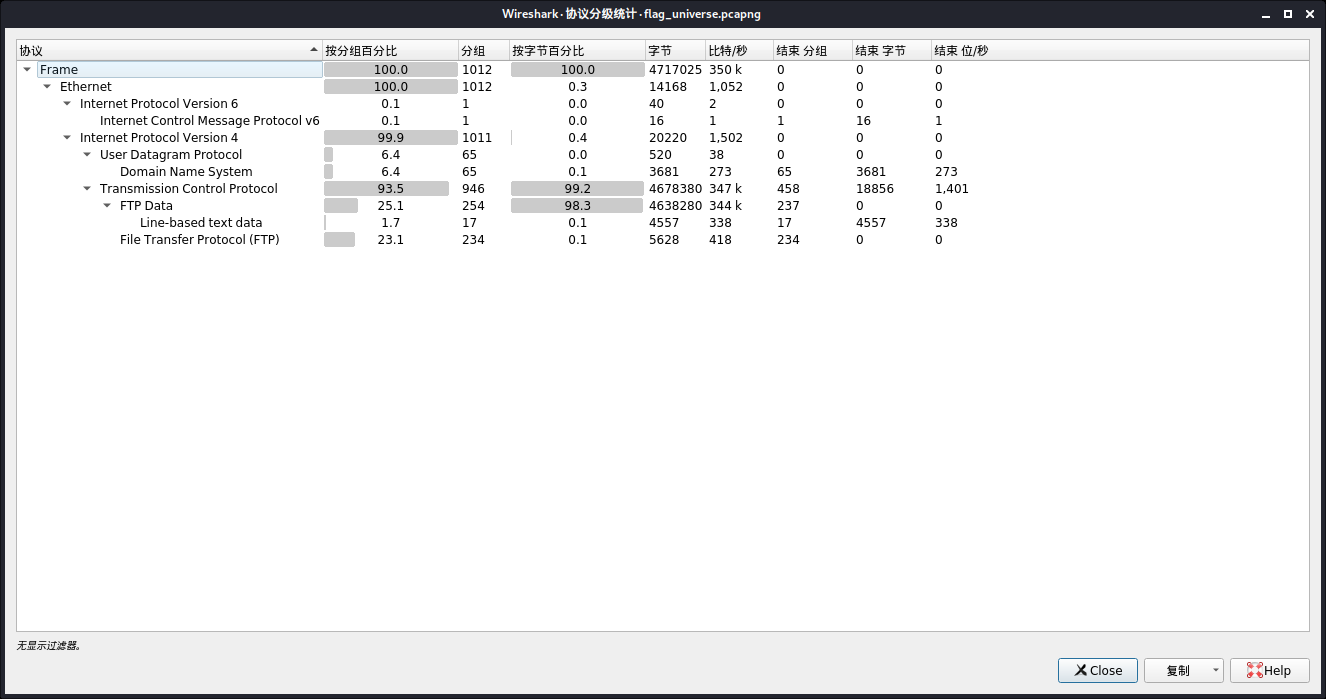 Wireshark · 协议分级统计 · flag_universe.pcapng
协议 按分组百分比 分组 按字节百分比 字节 比特/秒 结束 分组 结束 字节 结束 位/秒
Frame 100.0 1012 100.0 4717025 350 k 0 0 0
Ethernet 100.0 1012 0.3 14168 1,052 0 0 0
Internet Protocol Version 6 0.1 1 0.0 40 2 0 0 0
Internet Control Message Protocol v6 0.1 1 0.0 16 1 1 16 1
Internet Protocol Version 4 99.9 1011 0.4 20220 1,502 0 0 0
User Datagram Protocol 6.4 65 0.0 520 38 0 0 0
Domain Name System 6.4 65 0.1 3681 273 65 3681 273
Transmission Control Protocol 93.5 946 99.2 4678380 347 k 458 18856 1,401
FTP Data 25.1 254 98.3 4638280 344 k 237 0 0
Line-based text data 1.7 17 0.1 4557 338 17 4557 338
File Transfer Protocol (FTP) 23.1 234 0.1 5628 418 234 0 0
无显示过滤器。
Close 复制 Help